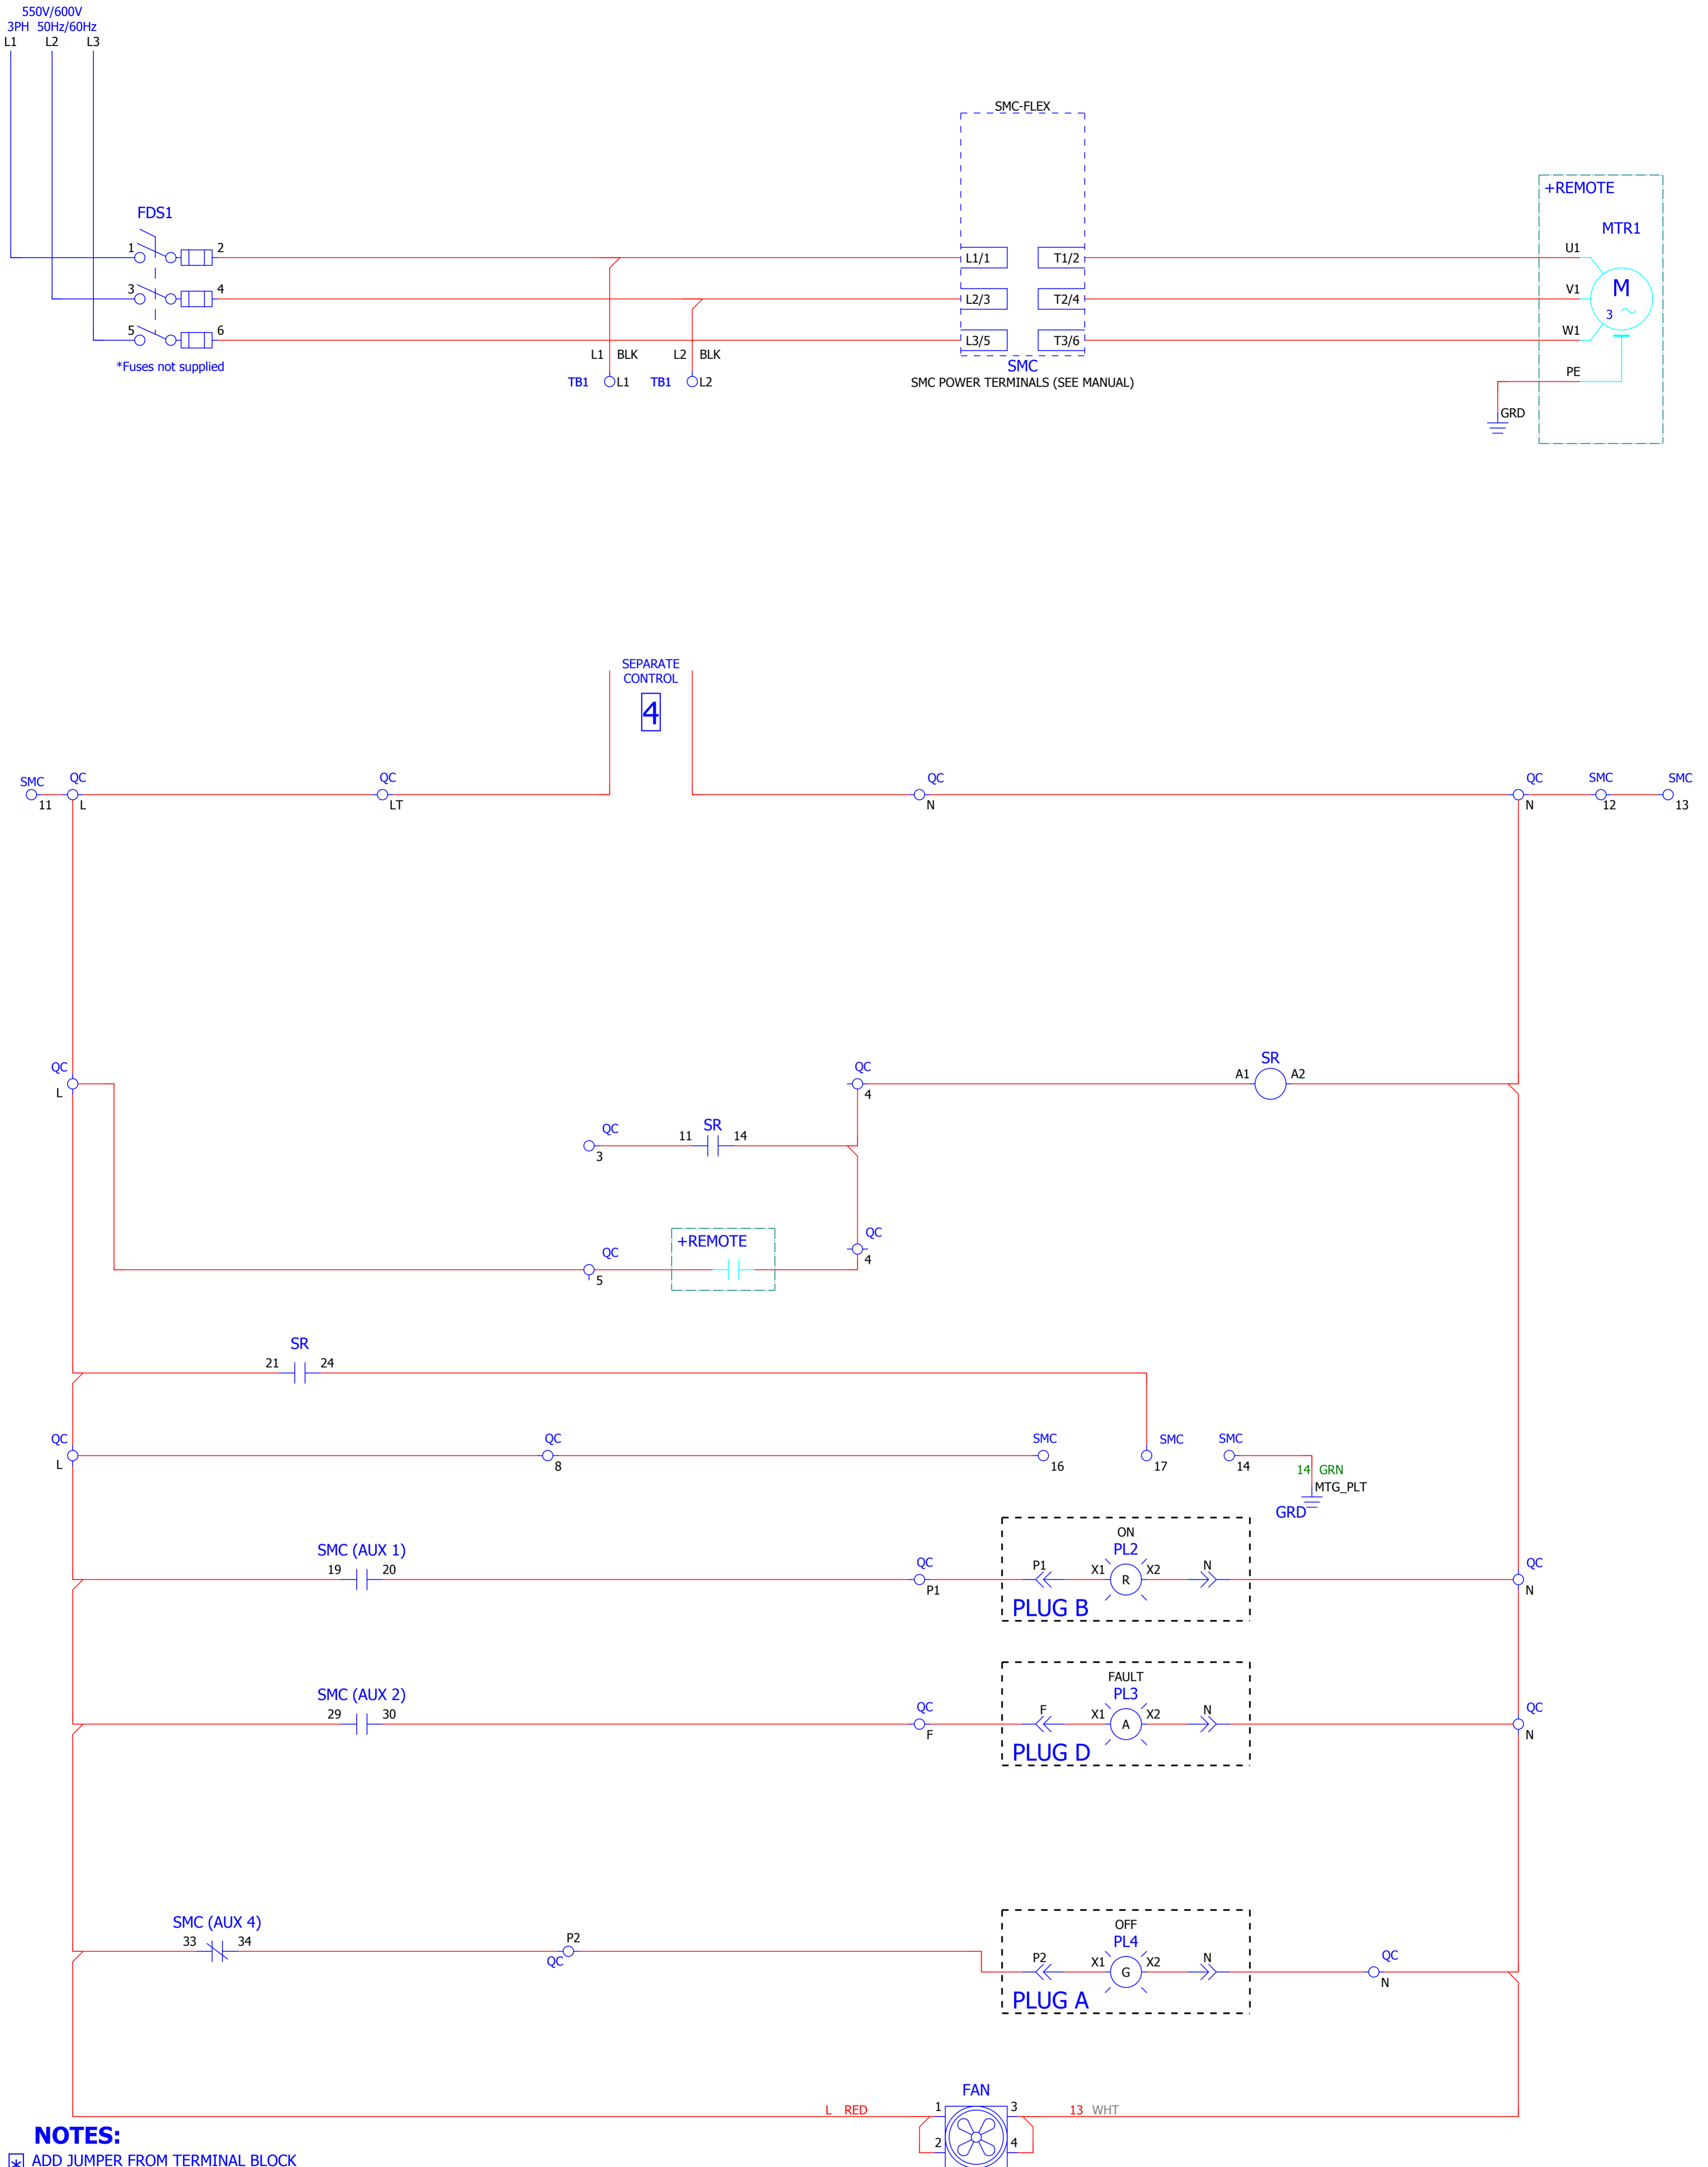 550V/600V
3PH 50Hz/60Hz
L1 L2 L3
SMC-FLEX
+REMOTE
FDS1
MTR1
1 2 L1/1 T1/2 U1
3 4 L2/3 T2/4 V1
M
3
5 6 L3/5 T3/6 W1
*Fuses not supplied
L1 BLK L2 BLK
SMC
PE
TB1 L1 TB1 L2
SMC POWER TERMINALS (SEE MANUAL)
GRD
SEPARATE
CONTROL
4
SMC QC QC QC QC SMC SMC
11 L LT N N 12 13
QC QC SR
L 4 A1 A2
QC SR
3 11 14
QC +REMOTE QC
5 4
SR
21 24
QC QC SMC SMC SMC
L 8 16 17 14
14 GRN
MTG_PLT
GRD
ON
SMC (AUX 1) PL2
19 20 QC P1 X1 R X2 N QC
P1 N
PLUG B
FAULT
SMC (AUX 2) PL3
29 30 QC F X1 A X2 N QC
F N
PLUG D
OFF
SMC (AUX 4) PL4
33 34 P2 P2 X1 G X2 N QC
QC N
PLUG A
FAN
L RED 1 3 13 WHT
2 4
NOTES:
* ADD JUMPER FROM TERMINAL BLOCK